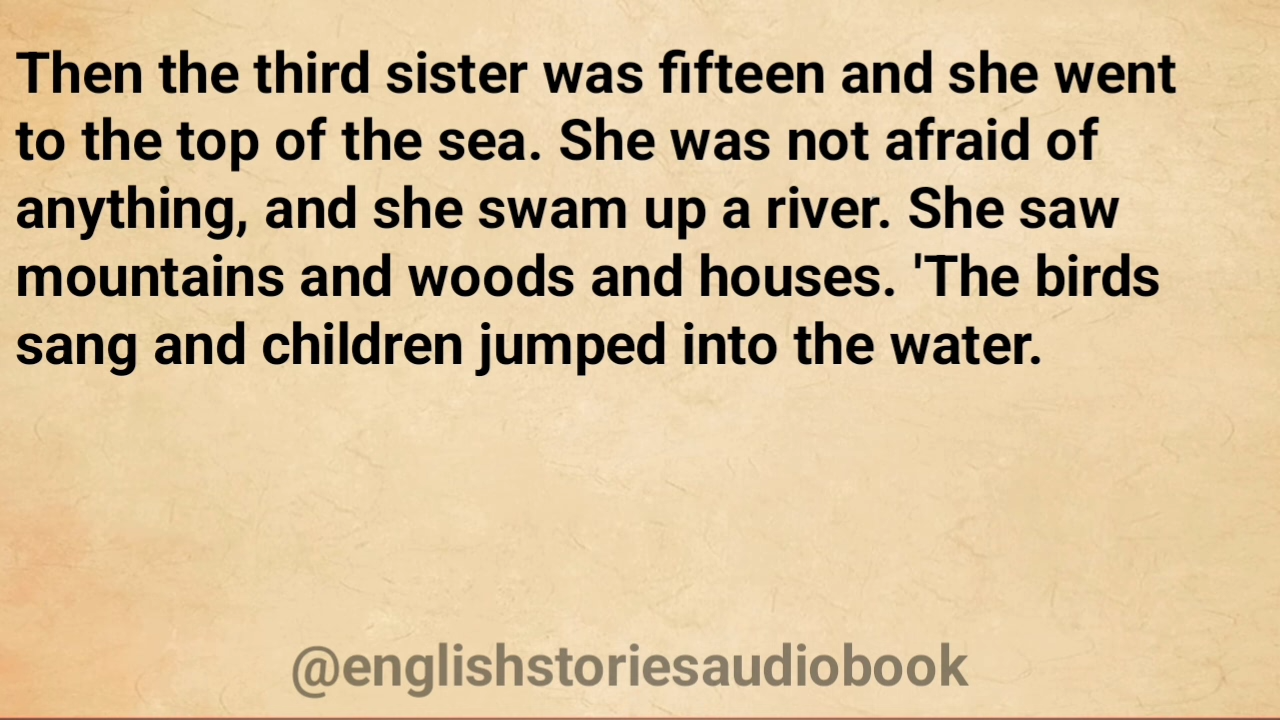 Then the third sister was fifteen and she went
to the top of the sea. She was not afraid of
anything, and she swam up a river. She saw
mountains and woods and houses. 'The birds
sang and children jumped into the water.
@englishstoriesaudiobook